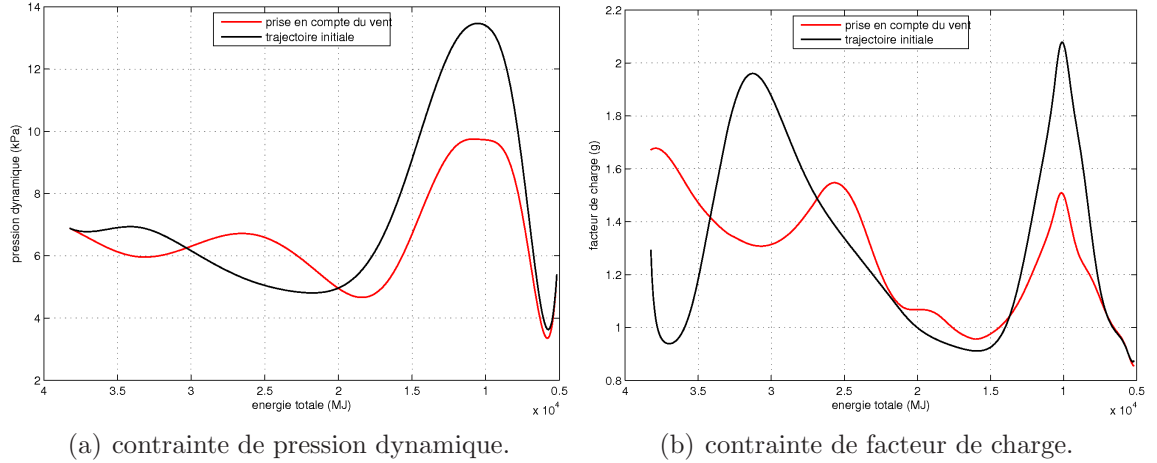 prise en compte du vent
trajectoire initiale
14
12
10
8
6
4
2
pression dynamique (kPa)
4
3.5
3
2.5
2
1.5
1
0.5
energie totale (MJ)
x 10⁴
(a) contrainte de pression dynamique.
prise en compte du vent
trajectoire initiale
2.2
2
1.8
1.6
1.4
1.2
1
0.8
facteur de charge (g)
4
3.5
3
2.5
2
1.5
1
0.5
energie totale (MJ)
x 10⁴
(b) contrainte de facteur de charge.